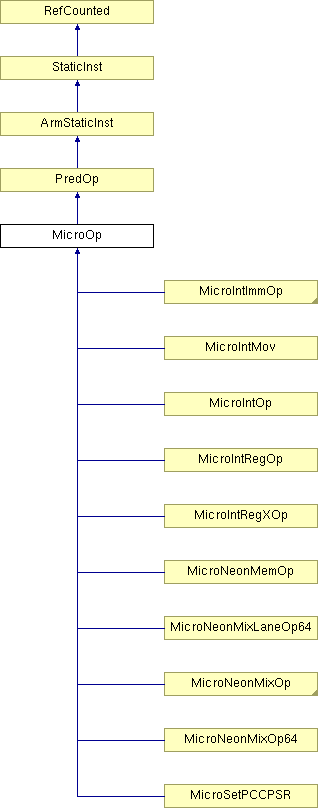 RefCounted
StaticInst
ArmStaticInst
PredOp
MicroOp
MicroIntImmOp
MicroIntMov
MicroIntOp
MicroIntRegOp
MicroIntRegXOp
MicroNeonMemOp
MicroNeonMixLaneOp64
MicroNeonMixOp
MicroNeonMixOp64
MicroSetPCCPSR